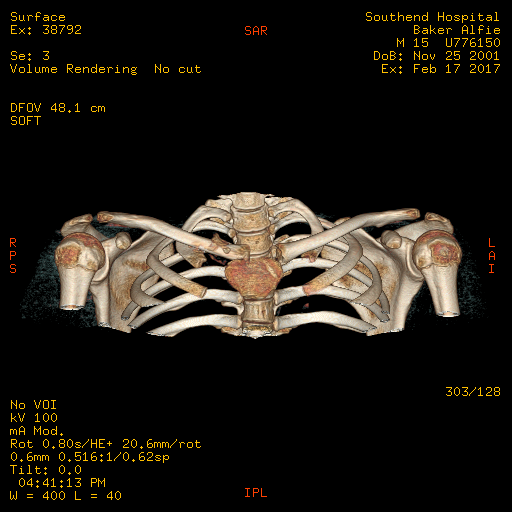 Surface
Ex: 38792
Se: 3
Volume Rendering No cut
DFOV 48.1 cm
SOFT
SAR
Southend Hospital
Baker Alfie
M 15 U776150
DoB: Nov 25 2001
Ex: Feb 17 2017
R
P
S
L
A
I
303/128
No VOI
kV 100
mA Mod.
Rot 0.80s/HE+ 20.6mm/rot
0.6mm 0.516:1/0.62sp
Tilt: 0.0
04:41:13 PM
W = 400 L = 40
IPL